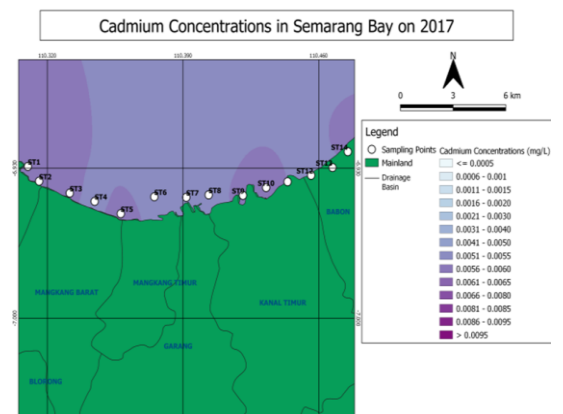 Cadmium Concentrations in Semarang Bay on 2017
110.320 110.390 110.460
N
0 3 6 km
ST1
ST2
ST3
ST4
ST5
ST6
ST7
ST8
ST9
ST10
ST12
ST13
ST14
-7.000
-7.000
BABON
MANGKANG BARAT
MANGKANG TIMUR
KANAL TIMUR
GARANG
BLORONG
Legend
Sampling Points
Mainland
Drainage
Basin
Cadmium Concentrations (mg/L)
<= 0.0005
0.0006 - 0.001
0.0011 - 0.0015
0.0016 - 0.0020
0.0021 - 0.0030
0.0031 - 0.0040
0.0041 - 0.0050
0.0051 - 0.0055
0.0056 - 0.0060
0.0061 - 0.0065
0.0066 - 0.0080
0.0081 - 0.0085
0.0086 - 0.0095
> 0.0095